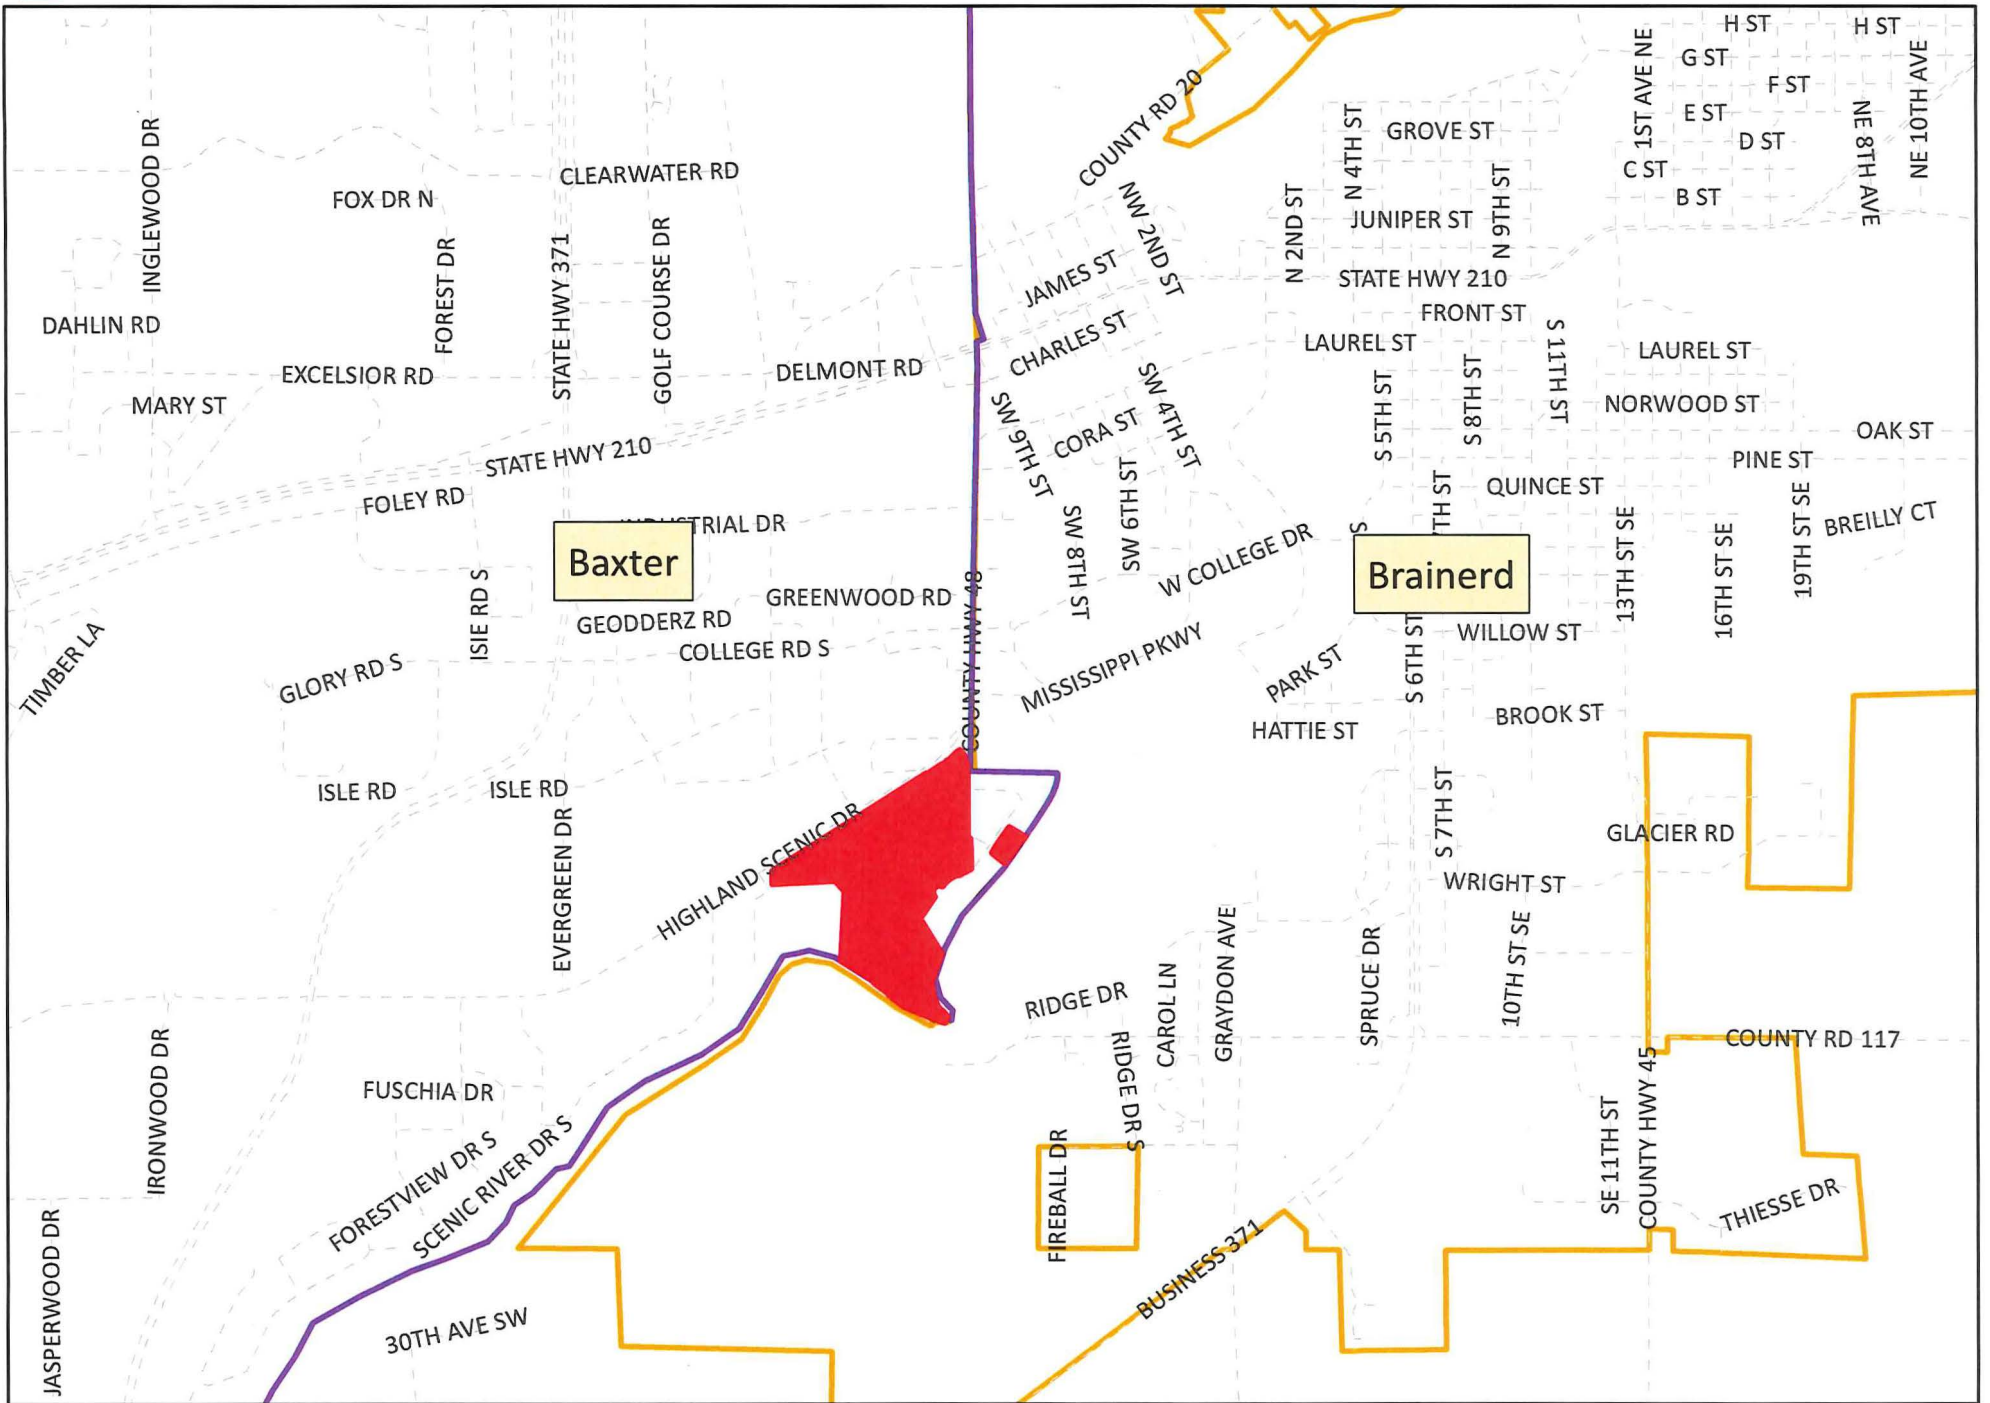 H ST
H ST
G ST
F ST
E ST
D ST
C ST
B ST
1ST AVE NE
NE 8TH AVE
NE 10TH AVE
COUNTY RD 20
GROVE ST
N 4TH ST
N 9TH ST
JUNIPER ST
N 2ND ST
STATE HWY 210
FRONT ST
LAUREL ST
LAUREL ST
INGLEWOOD DR
FOX DR N
CLEARWATER RD
FOREST DR
STATE HWY 371
GOLF COURSE DR
DAHLIN RD
EXCELSIOR RD
MARY ST
DELMONT RD
STATE HWY 210
FOLEY RD
NW 2ND ST
JAMES ST
CHARLES ST
SW 4TH ST
SW 9TH ST
CORA ST
SW 6TH ST
SW 8TH ST
S 5TH ST
S 8TH ST
S 11TH ST
NORWOOD ST
OAK ST
PINE ST
QUINCE ST
7TH ST
S
13TH ST SE
16TH ST SE
19TH ST SE
BREILLY CT
INDUSTRIAL DR
Baxter
Brainerd
ISIE RD S
GEODDERZ RD
GREENWOOD RD
COLLEGE RD S
COUNTY HWY 48
W COLLEGE DR
MISSISSIPPI PKWY
PARK ST
S 6TH ST
WILLOW ST
HATTIE ST
BROOK ST
TIMBER LA
GLORY RD S
ISLE RD
ISLE RD
EVERGREEN DR
HIGHLAND SCENIC DR
S 7TH ST
GLACIER RD
WRIGHT ST
10TH ST SE
SPRUCE DR
GRAYDON AVE
CAROL LN
RIDGE DR
RIDGE DR S
COUNTY RD 117
COUNTY HWY 45
SE 11TH ST
THIESSE DR
FIREBALL DR
BUSINESS 371
IRONWOOD DR
FUSCHIA DR
FORESTVIEW DR S
SCENIC RIVER DR S
30TH AVE SW
JASPERWOOD DR